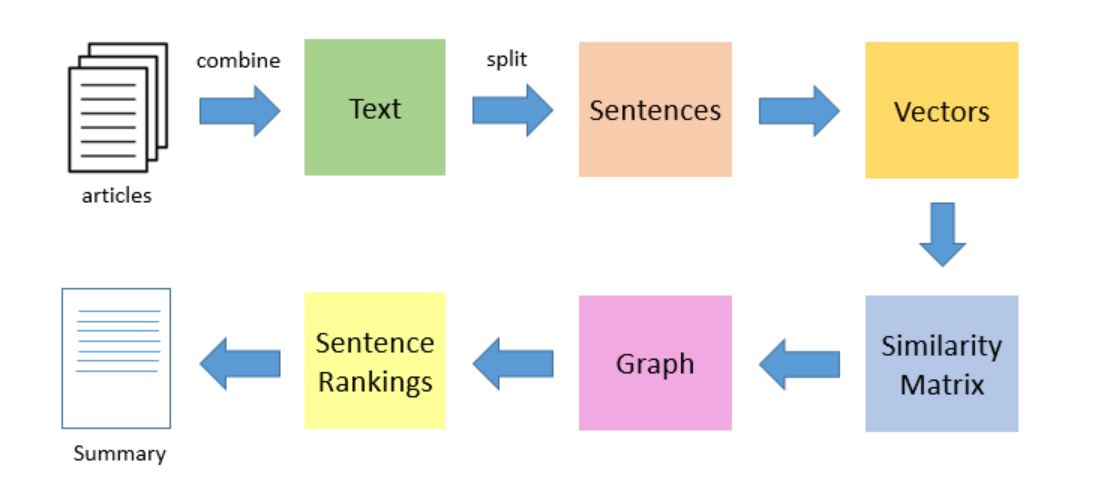 combine
split
Text
Sentences
Vectors
articles
Similarity
Matrix
Graph
Sentence
Rankings
Summary